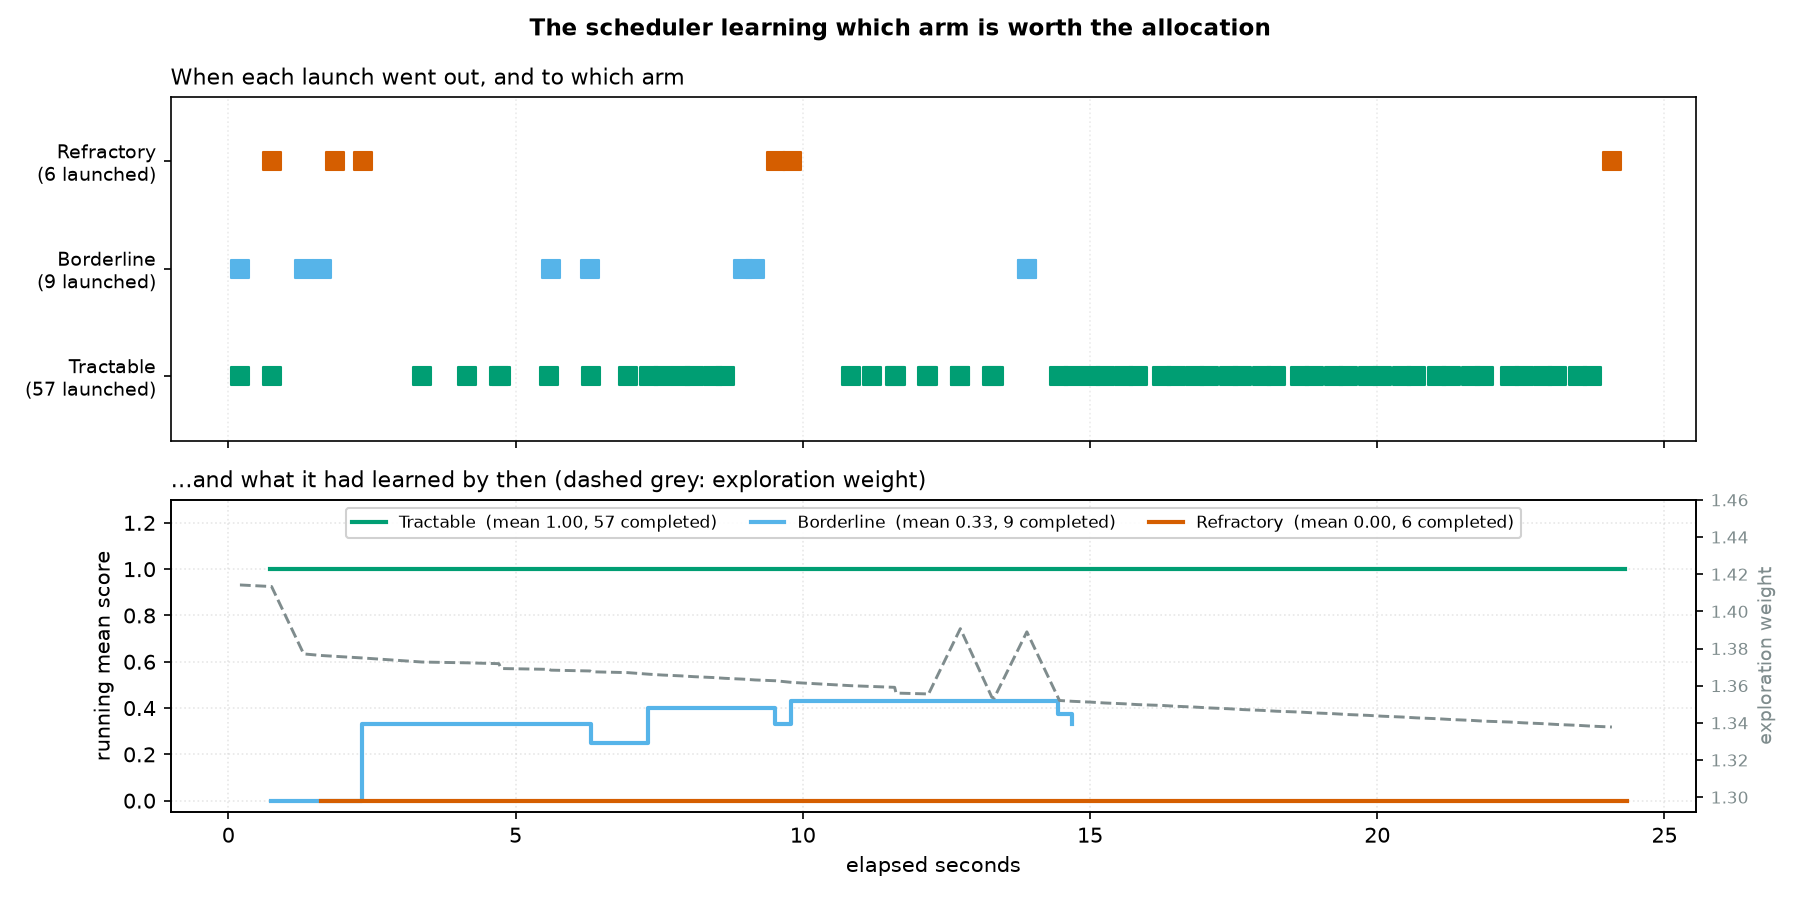 The scheduler learning which arm is worth the allocation
When each launch went out, and to which arm
Refractory
(6 launched)
Borderline
(9 launched)
Tractable
(57 launched)
...and what it had learned by then (dashed grey: exploration weight)
Tractable (mean 1.00, 57 completed)
Borderline (mean 0.33, 9 completed)
Refractory (mean 0.00, 6 completed)
running mean score
1.2
1.0
0.8
0.6
0.4
0.2
0.0
1.46
1.44
1.42
1.40
1.38
1.36
1.34
1.32
1.30
exploration weight
0 5 10 15 20 25
elapsed seconds